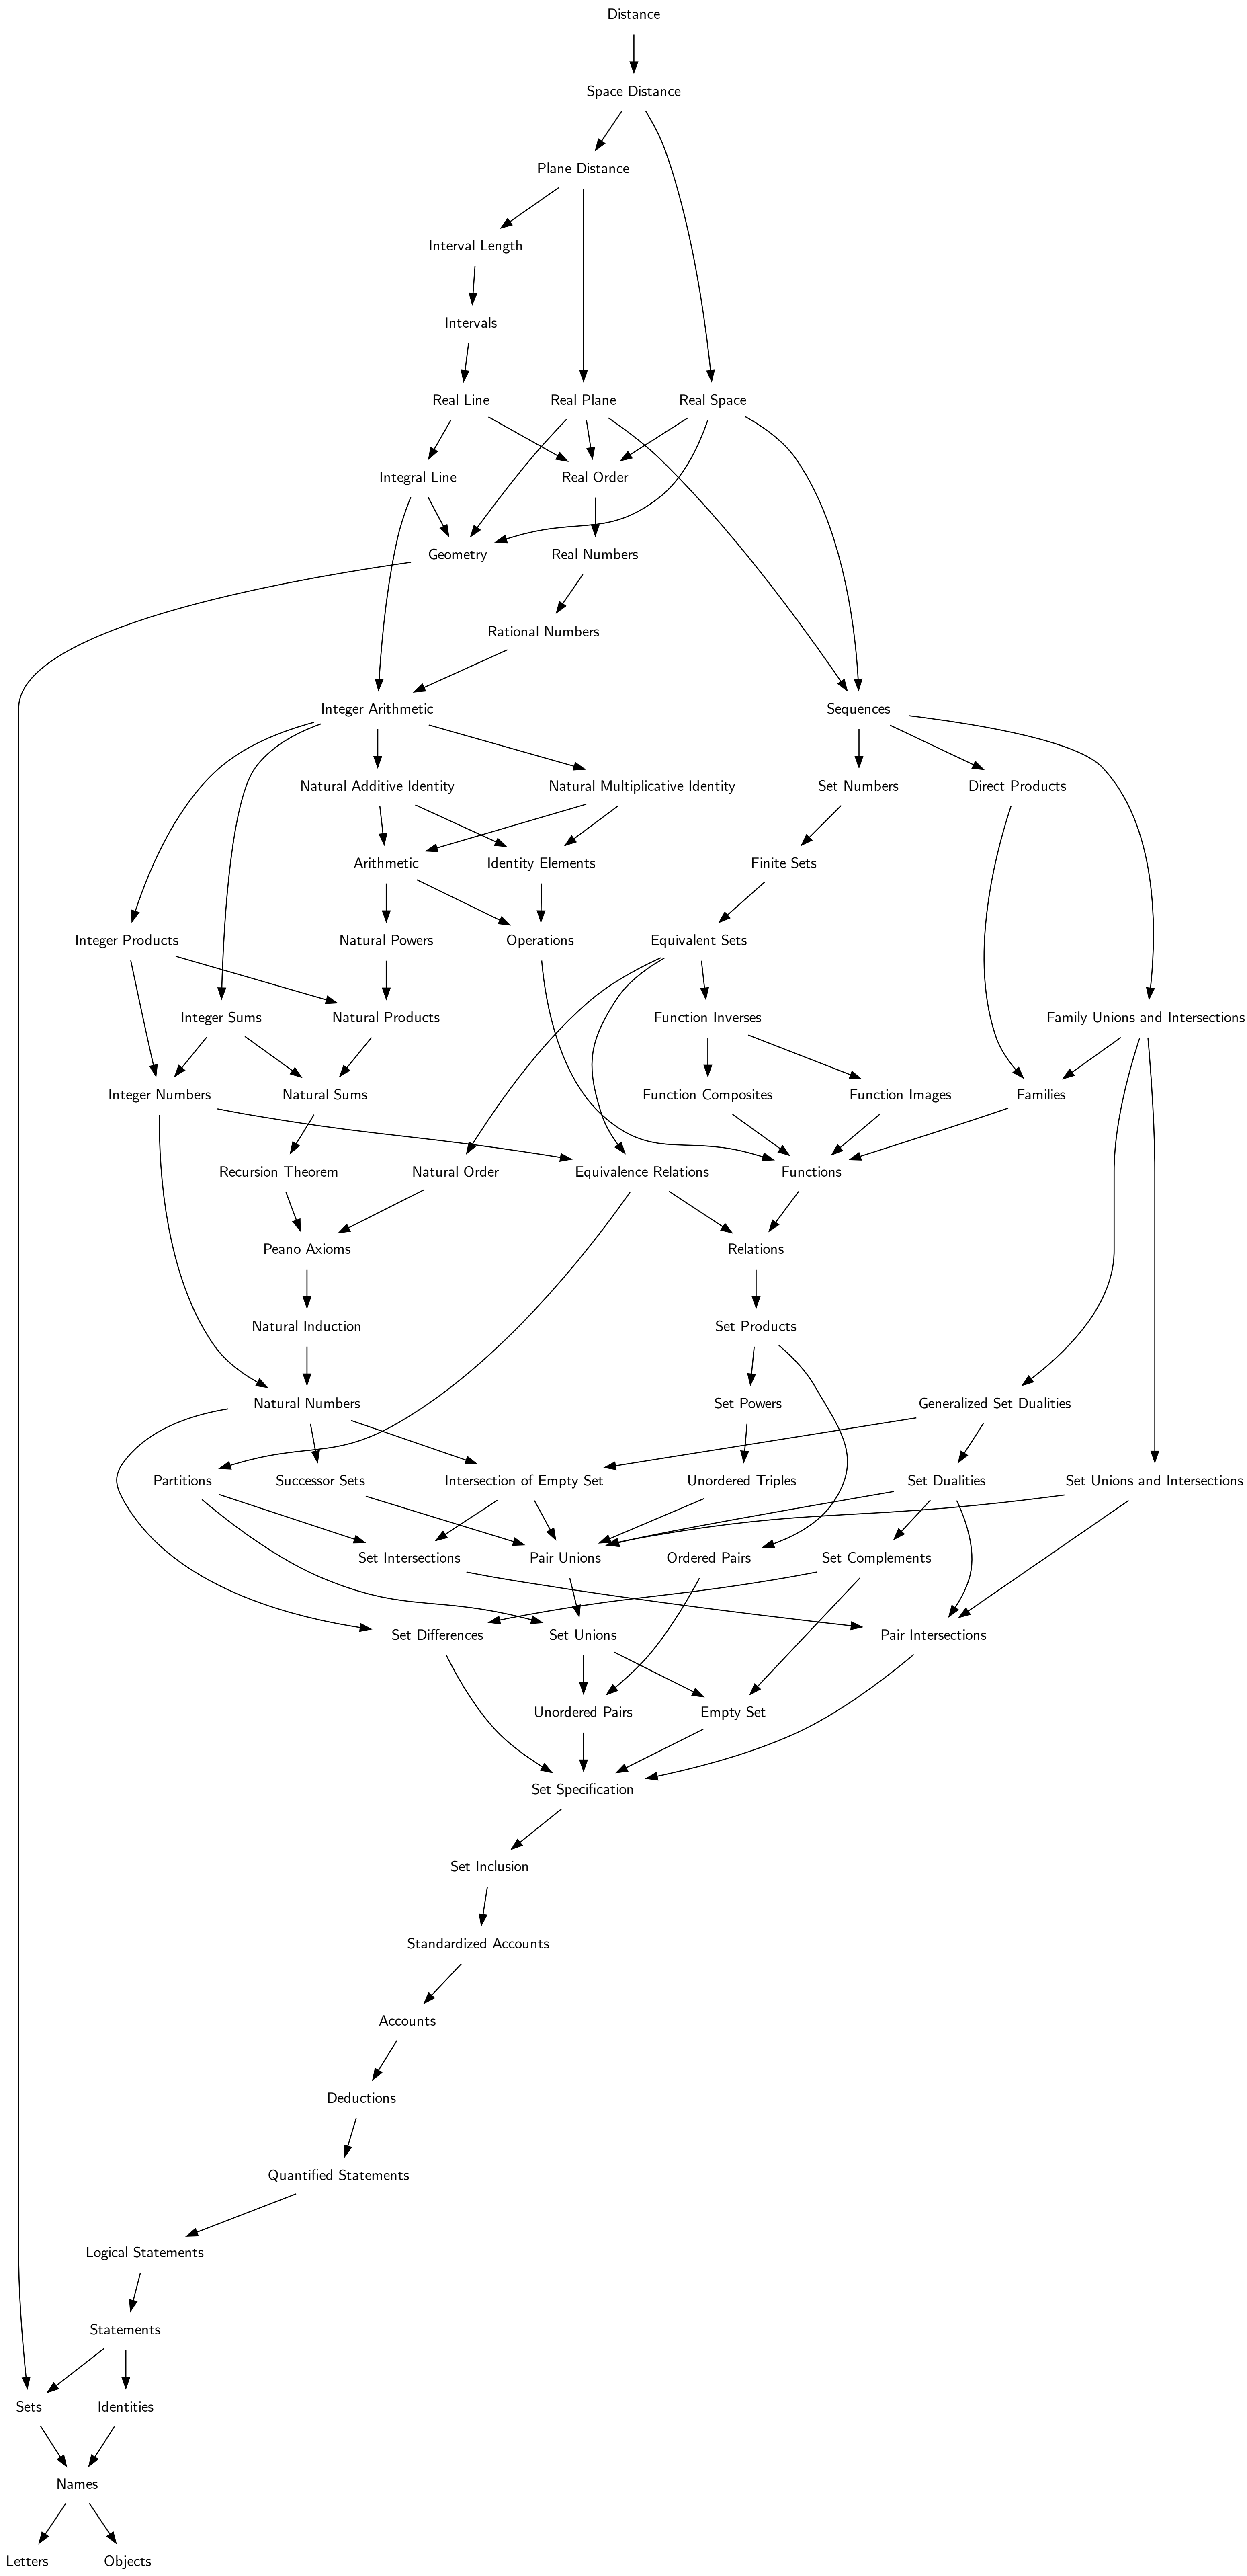 Distance
Space Distance
Plane Distance
Interval Length
Intervals
Real Line
Real Plane
Real Space
Integral Line
Real Order
Geometry
Real Numbers
Rational Numbers
Integer Arithmetic
Sequences
Natural Additive Identity
Natural Multiplicative Identity
Set Numbers
Direct Products
Arithmetic
Identity Elements
Finite Sets
Integer Products
Natural Powers
Operations
Equivalent Sets
Integer Sums
Natural Products
Function Inverses
Family Unions and Intersections
Integer Numbers
Natural Sums
Function Composites
Function Images
Families
Recursion Theorem
Natural Order
Equivalence Relations
Functions
Peano Axioms
Relations
Natural Induction
Set Products
Natural Numbers
Set Powers
Generalized Set Dualities
Partitions
Successor Sets
Intersection of Empty Set
Unordered Triples
Set Dualities
Set Unions and Intersections
Set Intersections
Pair Unions
Ordered Pairs
Set Complements
Set Differences
Set Unions
Pair Intersections
Unordered Pairs
Empty Set
Set Specification
Set Inclusion
Standardized Accounts
Accounts
Deductions
Quantified Statements
Logical Statements
Statements
Sets
Identities
Names
Letters
Objects